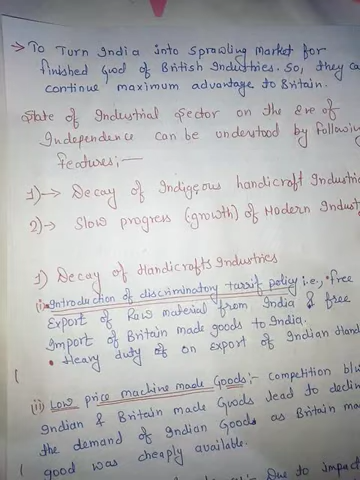 → To Turn India into Sprawling Market for
finished Good of British Industries. So, they ca
continue maximum advantage to Britain.
State of Industrial Sector on the Eve of
Independence can be understood by following
features:—
1)→ Decay of Indigeous handicraft Industri
2)→ Slow progress (growth) of Modern Indust
1) Decay of Handicrafts Industries
(i) • Introduction of discriminatory tarrif policy i.e., • free
Export of Raw material from India & free
Import of Britain made goods to India.
• Heavy duty of on export of Indian Hand
(ii) Low price machine made Goods:- Competition b/w
Indian & Britain made Goods lead to declin
the demand of Indian Goods as Britain ma
good was cheaply available.
Due to impact